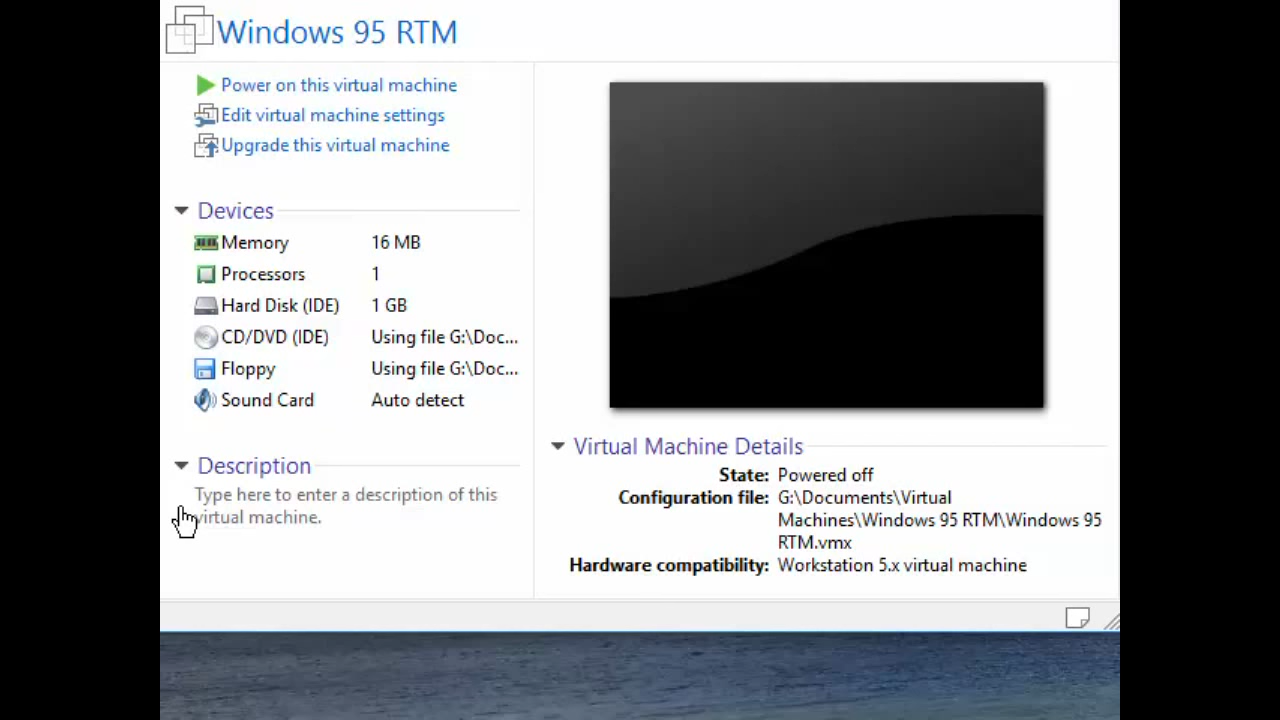 Windows 95 RTM
Power on this virtual machine
Edit virtual machine settings
Upgrade this virtual machine
Devices
Memory 16 MB
Processors 1
Hard Disk (IDE) 1 GB
CD/DVD (IDE) Using file G:\Doc...
Floppy Using file G:\Doc...
Sound Card Auto detect
Description
Type here to enter a description of this
virtual machine.
Virtual Machine Details
State: Powered off
Configuration file: G:\Documents\Virtual
Machines\Windows 95 RTM\Windows 95
RTM.vmx
Hardware compatibility: Workstation 5.x virtual machine